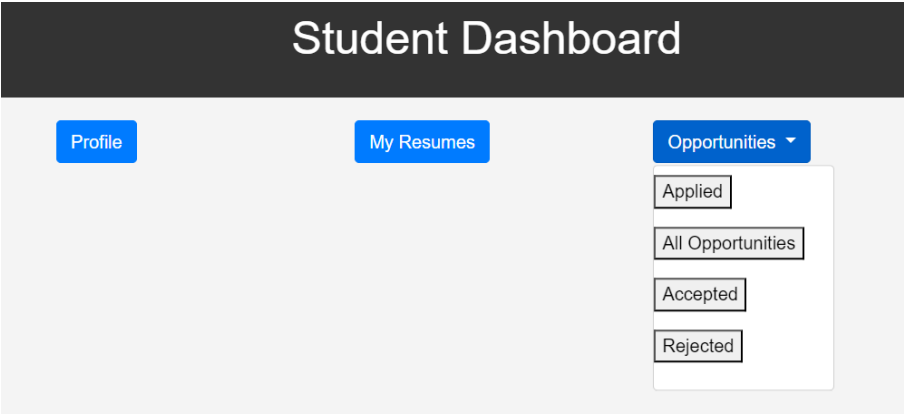 Student Dashboard
Profile
My Resumes
Opportunities
Applied
All Opportunities
Accepted
Rejected